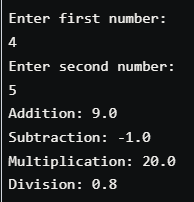 Enter first number:
4
Enter second number:
5
Addition: 9.0
Subtraction: -1.0
Multiplication: 20.0
Division: 0.8